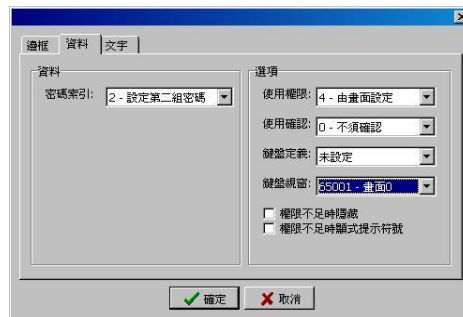 邊框 資料 文字
資料
密碼索引: 2 - 設定第二組密碼
選項
使用權限: 4 - 由畫面設定
使用確認: 0 - 不須確認
鍵盤定義: 未設定
鍵盤視窗: 65001 - 畫面0
權限不足時隱藏
權限不足時顯式提示符號
確定 取消